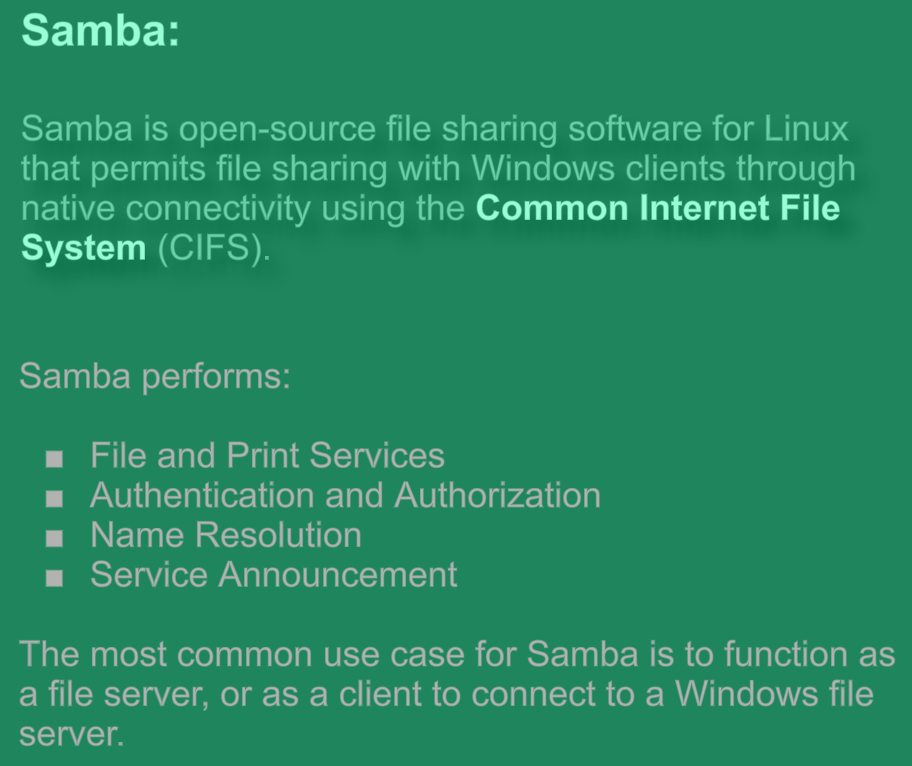 Samba:
Samba is open-source file sharing software for Linux
that permits file sharing with Windows clients through
native connectivity using the Common Internet File
System (CIFS).
Samba performs:
■ File and Print Services
■ Authentication and Authorization
■ Name Resolution
■ Service Announcement
The most common use case for Samba is to function as
a file server, or as a client to connect to a Windows file
server.